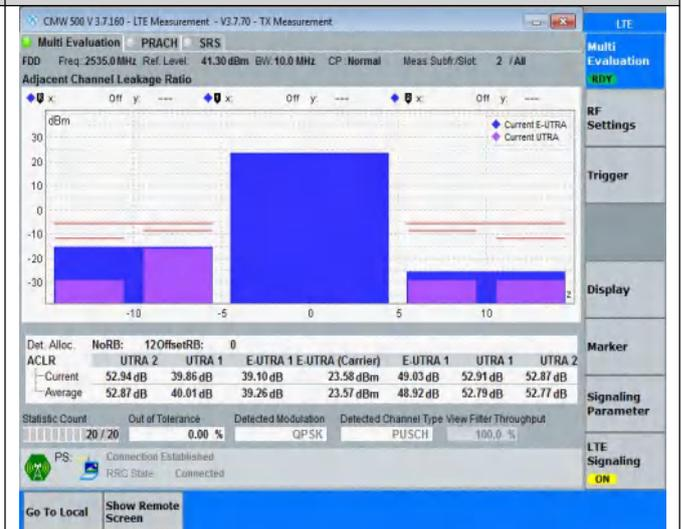 CMW 500 V 3.7.160 - LTE Measurement - V3.7.70 - TX Measurement
LTE
Multi Evaluation PRACH SRS
Multi Evaluation
RDY
FDD Freq.: 2535.0 MHz Ref. Level: 41.30 dBm BW: 10.0 MHz CP: Normal Meas Subfr./Slot: 2 / All
Adjacent Channel Leakage Ratio
x: Off y: --- x: Off y: --- x: Off y: ---
dBm
Current E-UTRA
Current UTRA
30
20
10
0
-10
-20
-30
-10 -5 0 5 10
2
RF Settings
Trigger
Display
Marker
Signaling Parameter
LTE Signaling
ON
Det. Alloc. NoRB: 12 OffsetRB: 0
ACLR UTRA 2 UTRA 1 E-UTRA 1 E-UTRA (Carrier) E-UTRA 1 UTRA 1 UTRA 2
Current 52.94 dB 39.86 dB 39.10 dB 23.58 dBm 49.03 dB 52.91 dB 52.87 dB
Average 52.87 dB 40.01 dB 39.26 dB 23.57 dBm 48.92 dB 52.79 dB 52.77 dB
Statistic Count Out of Tolerance Detected Modulation Detected Channel Type View Filter Throughput
20 / 20 0.00 % QPSK PUSCH 100.0 %
PS: Connection Established
RRC State: Connected
Go To Local Show Remote Screen